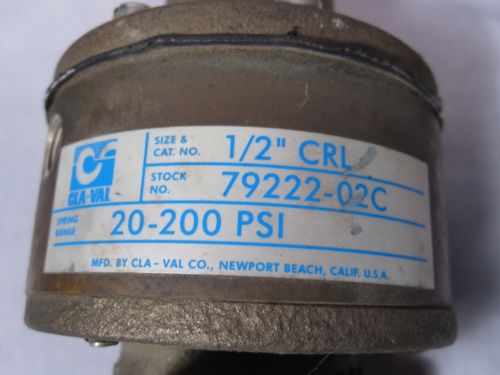 SIZE & CAT. NO. 1/2" CRL
CLA-VAL
STOCK NO. 79222-02C
SPRING RANGE 20-200 PSI
MFD. BY CLA - VAL CO., NEWPORT BEACH, CALIF. U.S.A.